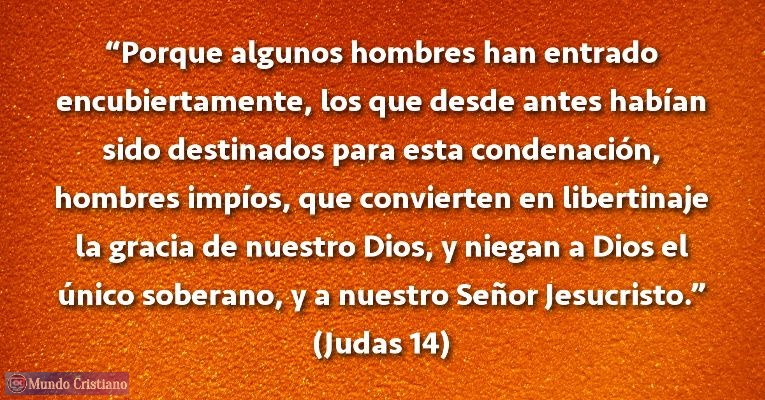 “Porque algunos hombres han entrado
encubiertamente, los que desde antes habían
sido destinados para esta condenación,
hombres impíos, que convierten en libertinaje
la gracia de nuestro Dios, y niegan a Dios el
único soberano, y a nuestro Señor Jesucristo.”
(Judas 14)
Mundo Cristiano